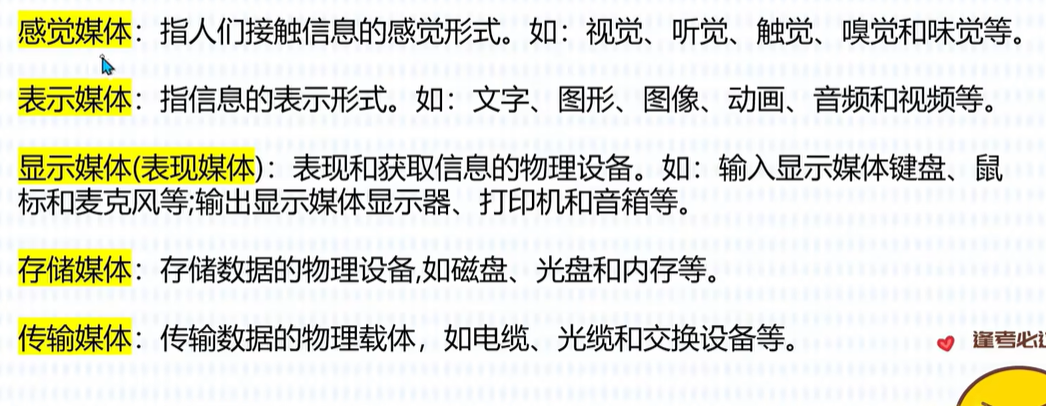 感觉媒体：指人们接触信息的感觉形式。如：视觉、听觉、触觉、嗅觉和味觉等。
表示媒体：指信息的表示形式 如：文字、图形、图像、动画、音频和视频等。
显示媒体(表现媒体)：表现和获取信息的物理设备。如：输入显示媒体键盘、鼠
标和麦克风等;输出显示媒体显示器、打印机和音箱等。
存储媒体：存储数据的物理设备,如磁盘、光盘和内存等。
传输媒体：传输数据的物理载体，如电缆、光缆和交换设备等。
逢考必过